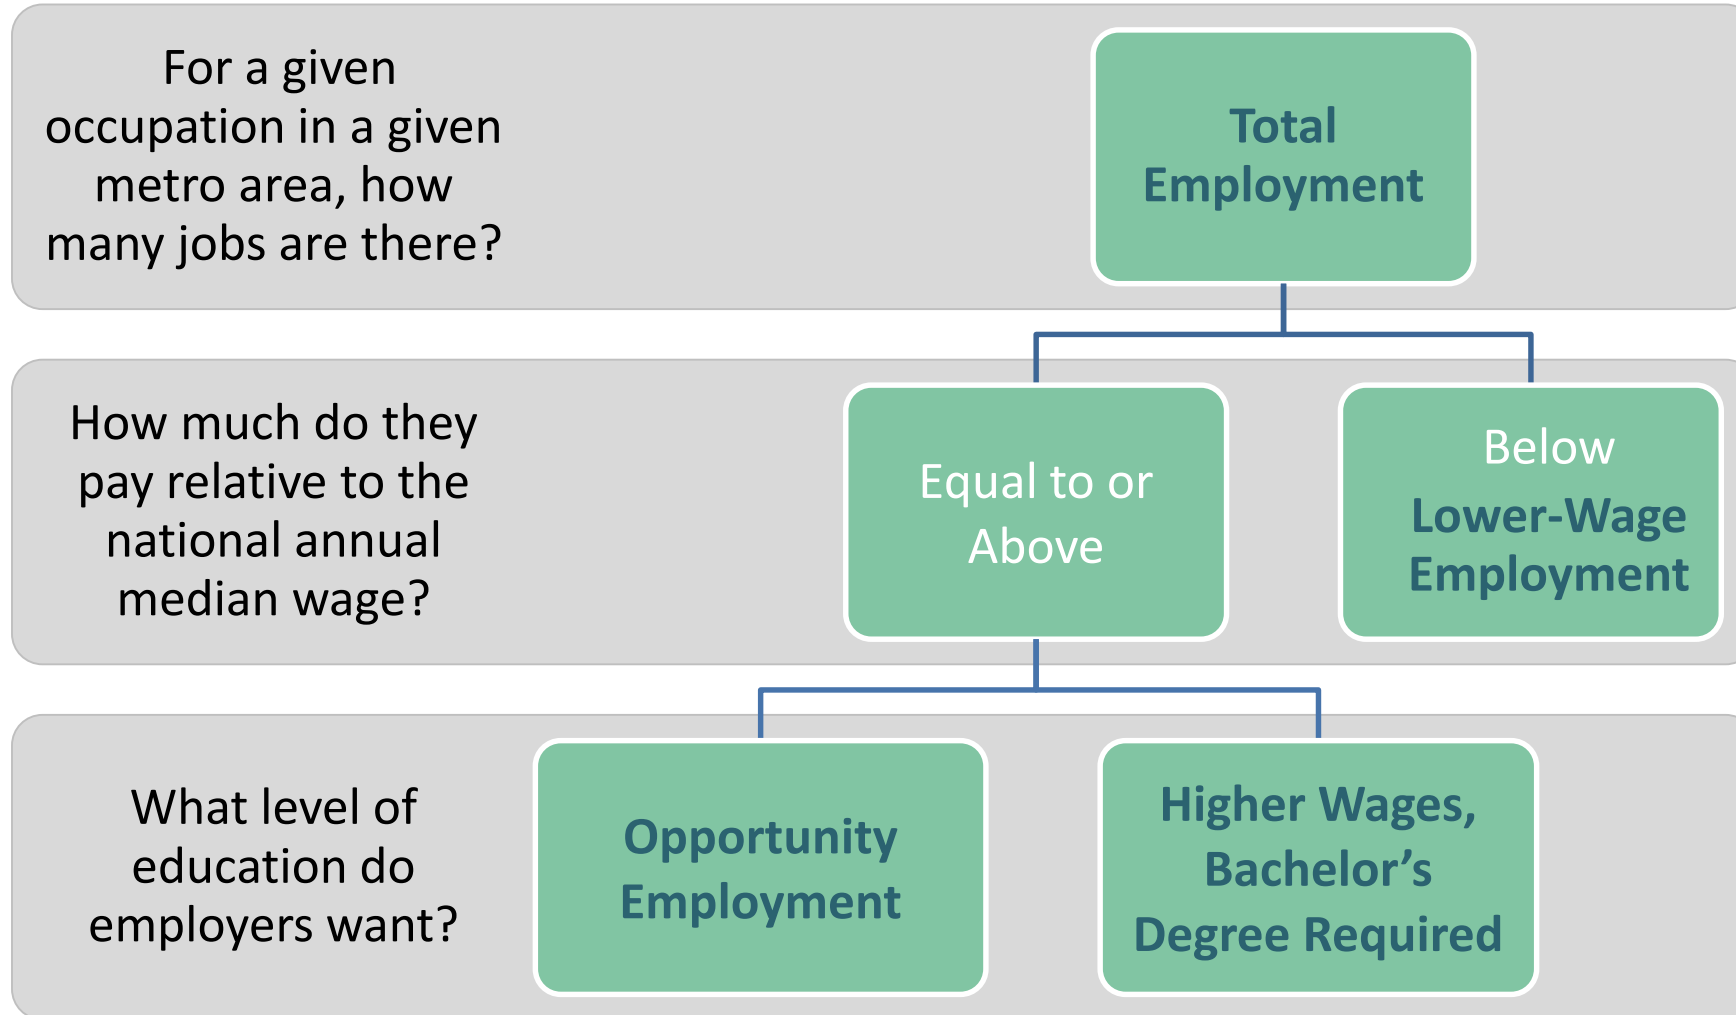 For a given
occupation in a given
metro area, how
many jobs are there?
Total
Employment
How much do they
pay relative to the
national annual
median wage?
Equal to or
Above
Below
Lower-Wage
Employment
What level of
education do
employers want?
Opportunity
Employment
Higher Wages,
Bachelor’s
Degree Required